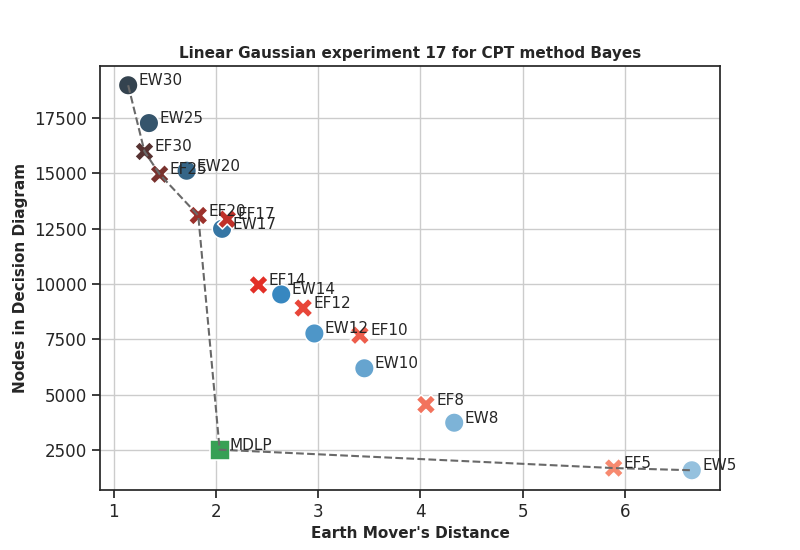 Linear Gaussian experiment 17 for CPT method Bayes
Nodes in Decision Diagram
17500
15000
12500
10000
7500
5000
2500
EW30
EW25
EF30
EF25
EW20
EF20
EF17
EW17
EF14
EW14
EF12
EW12
EF10
EW10
EF8
EW8
MDLP
EF5
EW5
1
2
3
4
5
6
Earth Mover's Distance